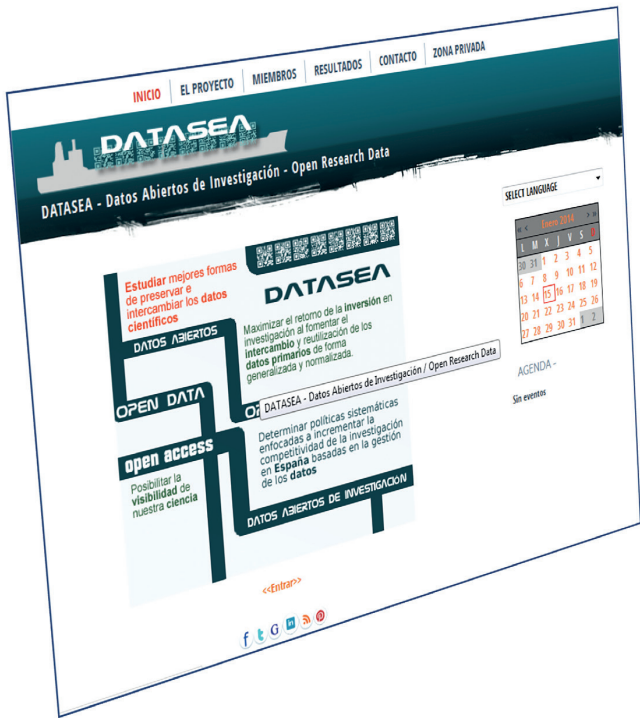 INICIO EL PROYECTO MIEMBROS RESULTADOS CONTACTO ZONA PRIVADA
DATASEA
DATASEA - Datos Abiertos de Investigación - Open Research Data
SELECT LANGUAGE
« < Enero 2014 > »
L M X J V S D
30 31 1 2 3 4 5
6 7 8 9 10 11 12
13 14 15 16 17 18 19
20 21 22 23 24 25 26
27 28 29 30 31 1 2
AGENDA -
Sin eventos
Estudiar mejores formas
de preservar e
intercambiar los datos
científicos
DATASEA
Maximizar el retorno de la inversión en
investigación al fomentar el
intercambio y reutilización de los
datos primarios de forma
generalizada y normalizada.
DATOS ABIERTOS
OPEN DATA
DATASEA - Datos Abiertos de Investigación / Open Research Data
Determinar políticas sistemáticas
enfocadas a incrementar la
competitividad de la Investigación
en España basadas en la gestión
de los datos
open access
Posibilitar la
visibilidad de
nuestra ciencia
DATOS ABIERTOS DE INVESTIGACIÓN
<<Entrar>>